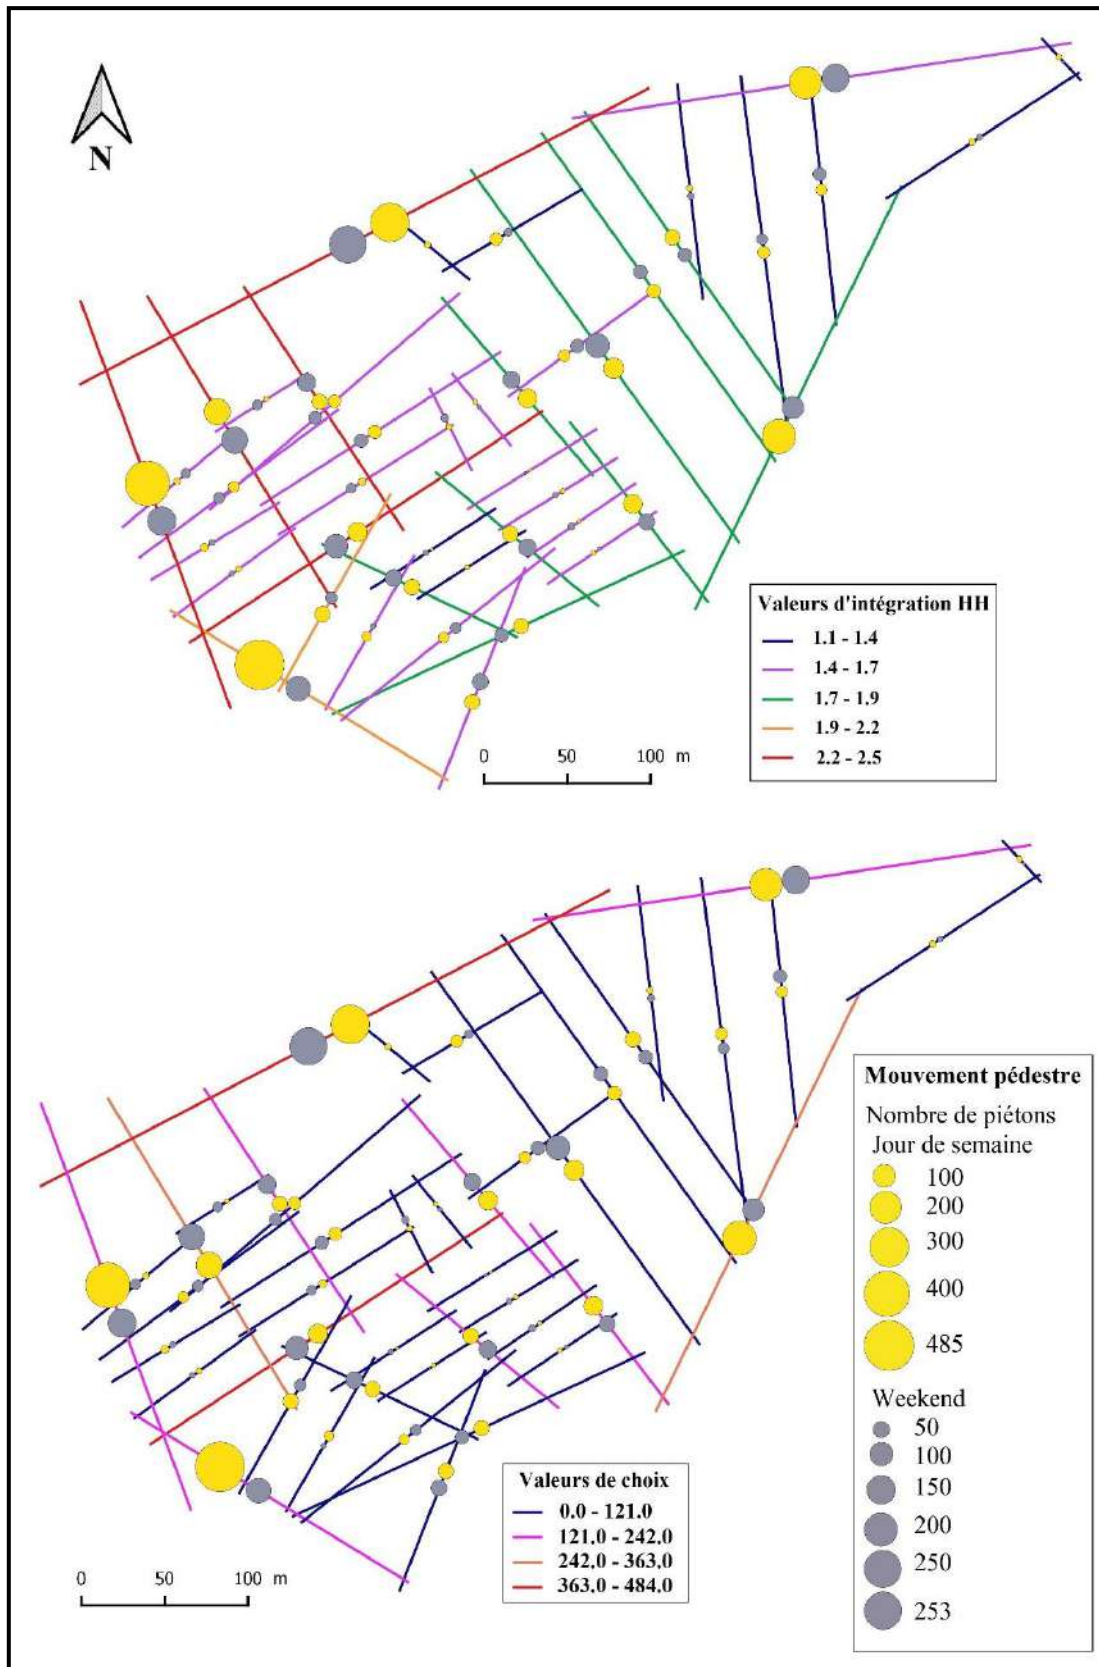 N
Valeurs d'intégration HH
1.1 - 1.4
1.4 - 1.7
1.7 - 1.9
1.9 - 2.2
2.2 - 2.5
0 50 100 m
Mouvement pédestre
Nombre de piétons
Jour de semaine
100
200
300
400
485
Weekend
50
100
150
200
250
253
Valeurs de choix
0.0 - 121.0
121,0 - 242.0
242,0 - 363,0
363,0 - 484,0
0 50 100 m